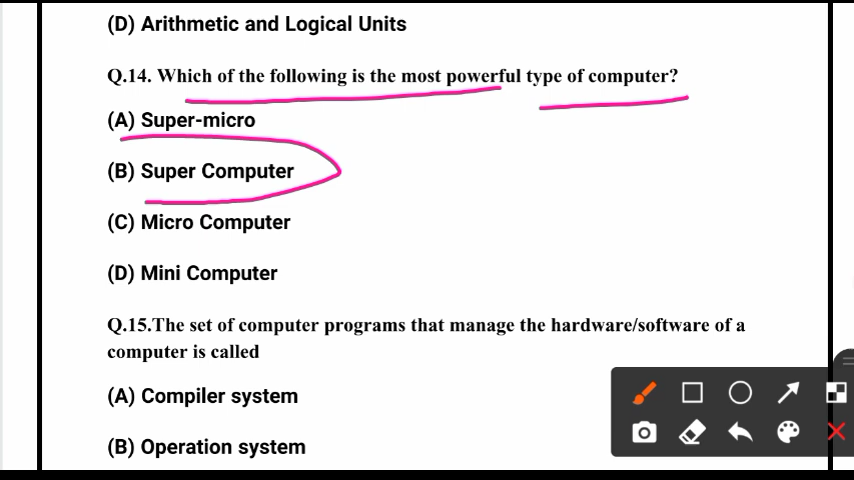 (D) Arithmetic and Logical Units
Q.14. Which of the following is the most powerful type of computer?
(A) Super-micro
(B) Super Computer
(C) Micro Computer
(D) Mini Computer
Q.15.The set of computer programs that manage the hardware/software of a
computer is called
(A) Compiler system
(B) Operation system